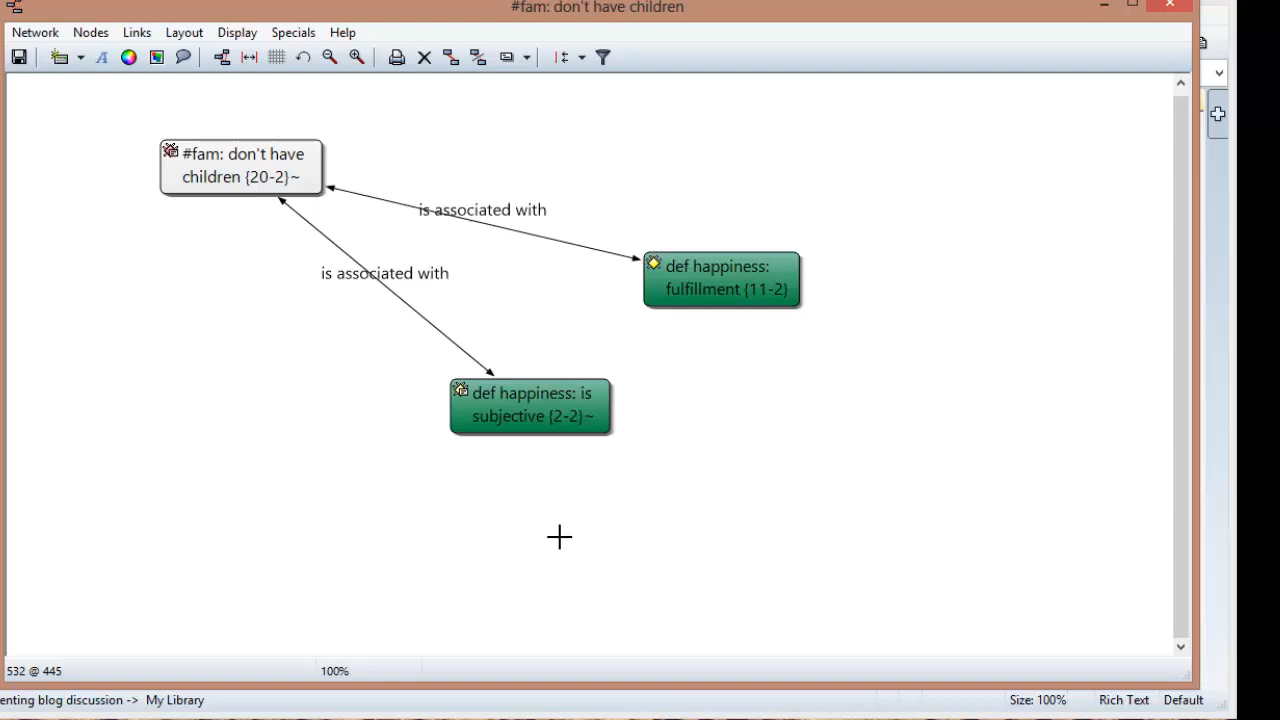 #fam: don't have children
Network Nodes Links Layout Display Specials Help
#fam: don't have
children {20-2}~
is associated with
def happiness:
fulfillment {11-2}
is associated with
def happiness: is
subjective {2-2}~
532 @ 445 100%
enting blog discussion -> My Library Size: 100% Rich Text Default